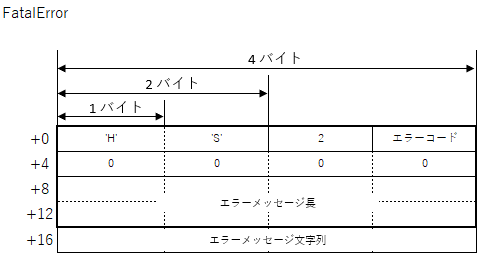 FatalError
4 バイト
2 バイト
1 バイト
+0 'H' 'S' 2 エラーコード
+4 0 0 0 0
+8
エラーメッセージ長
+12
+16 エラーメッセージ文字列